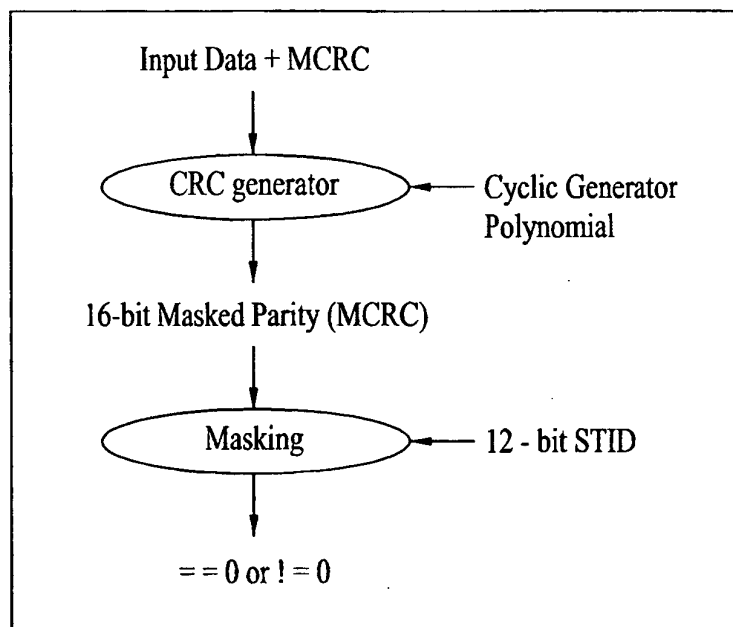 Input Data + MCRC
CRC generator
Cyclic Generator
Polynomial
16-bit Masked Parity (MCRC)
Masking
12 - bit STID
= = 0 or ! = 0